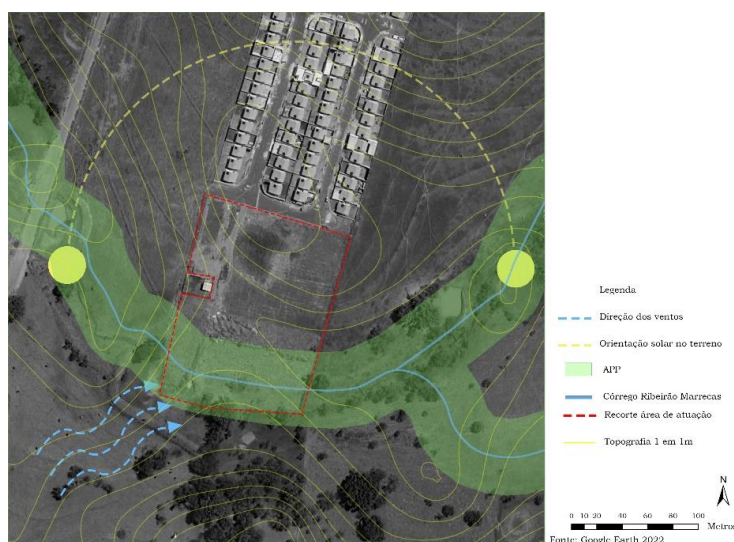 Legenda
Direção dos ventos
Orientação solar no terreno
APP
Córrego Ribeirão Marrecas
Recorte área de atuação
Topografia 1 em 1m
N
0 10 20 40 60 80 100
Metros
Fonte: Google Earth 2022